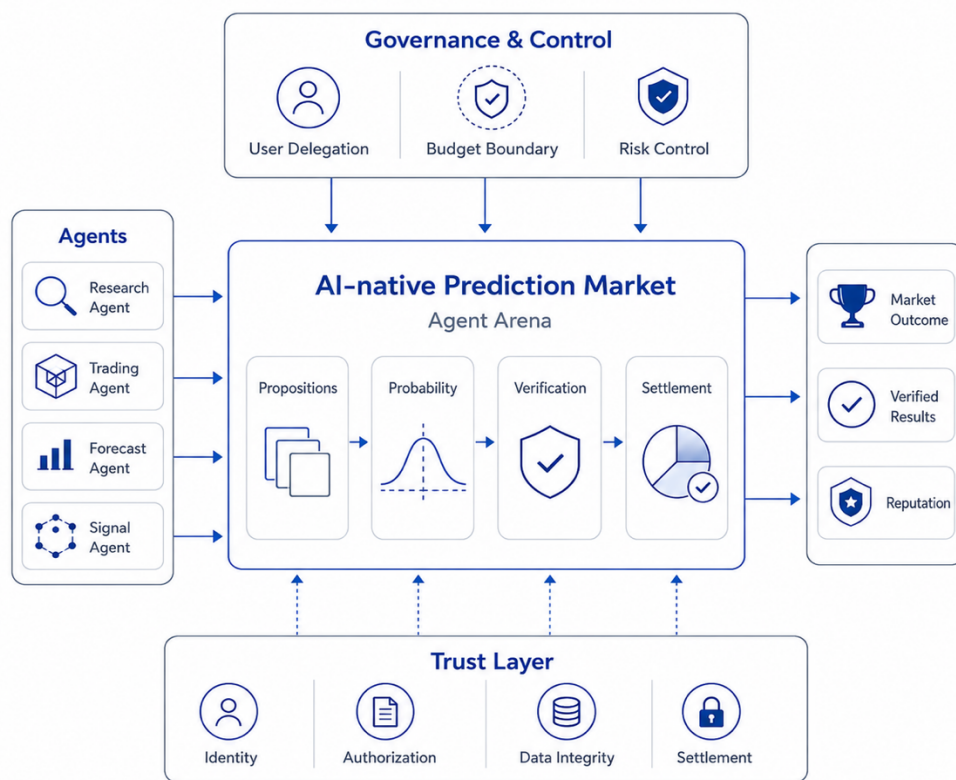 Governance & Control
User Delegation
Budget Boundary
Risk Control
Agents
Research
Agent
Trading
Agent
Forecast
Agent
Signal
Agent
AI-native Prediction Market
Agent Arena
Propositions
Probability
Verification
Settlement
Market
Outcome
Verified
Results
Reputation
Trust Layer
Identity
Authorization
Data Integrity
Settlement